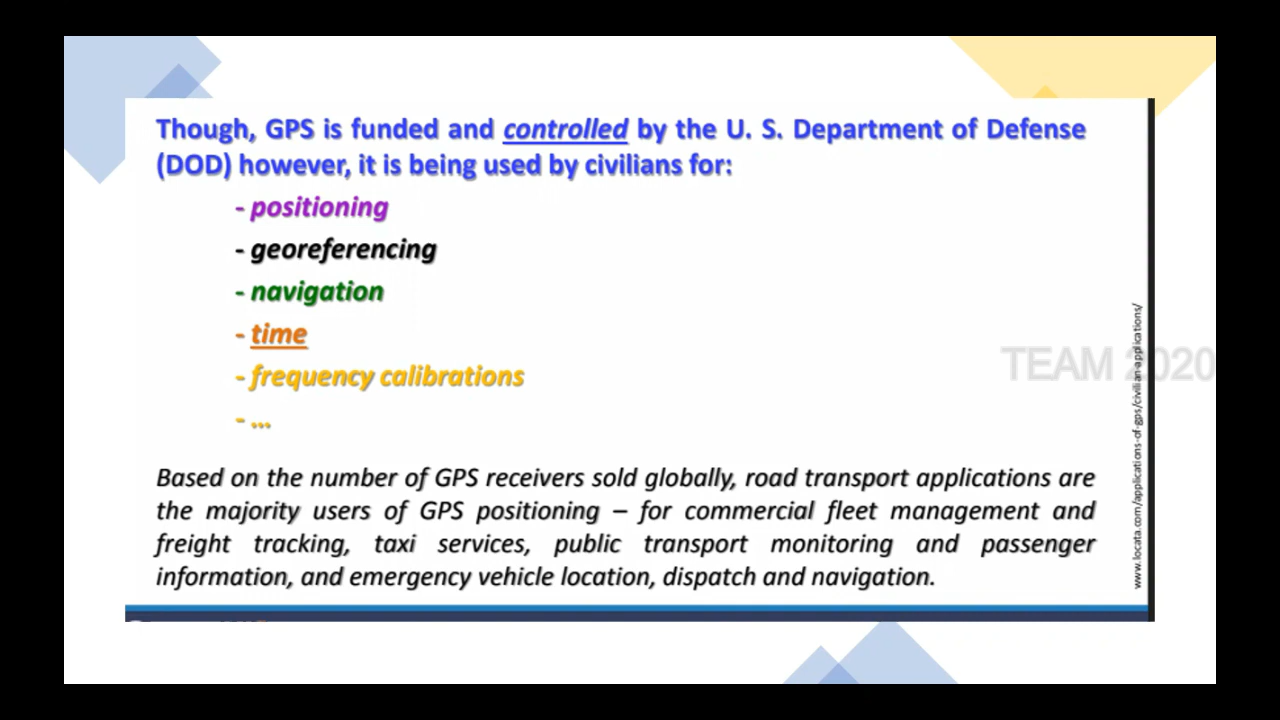 Though, GPS is funded and controlled by the U. S. Department of Defense
(DOD) however, it is being used by civilians for:
- positioning
- georeferencing
- navigation
- time
- frequency calibrations
- ...
Based on the number of GPS receivers sold globally, road transport applications are
the majority users of GPS positioning – for commercial fleet management and
freight tracking, taxi services, public transport monitoring and passenger
information, and emergency vehicle location, dispatch and navigation.
www.locata.com/applications-of-gps/civilian-applications/
TEAM 2020